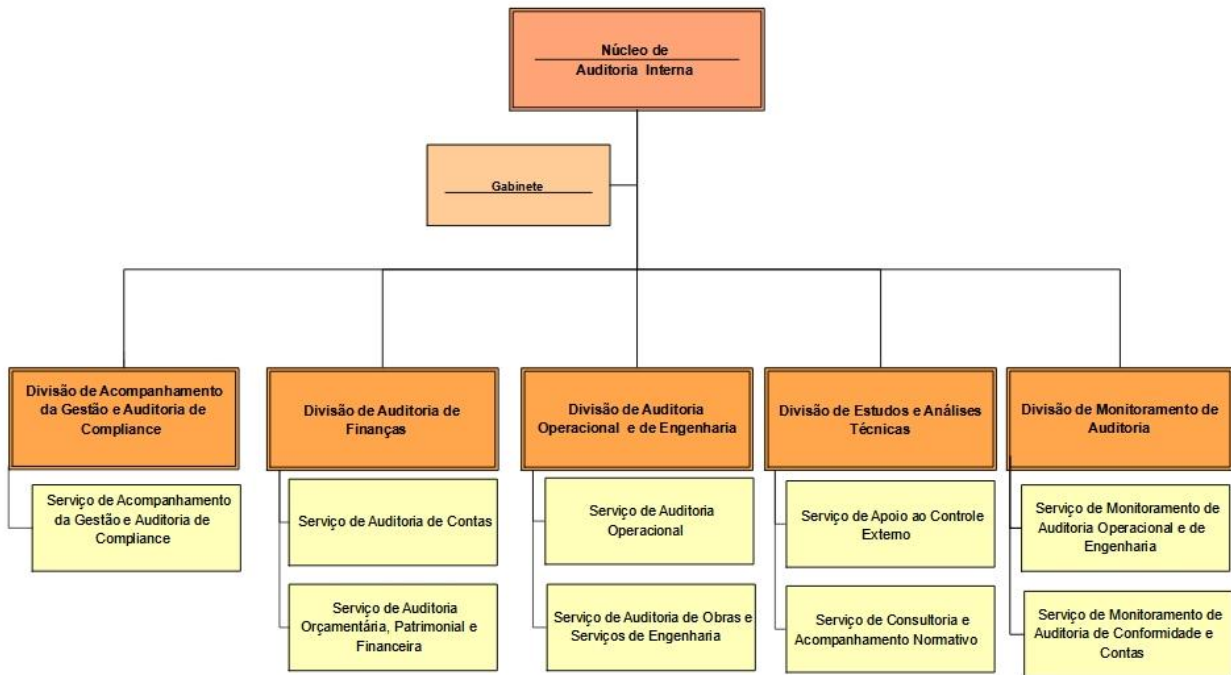 Núcleo de
Auditoria Interna
Gabinete
Divisão de Acompanhamento
da Gestão e Auditoria de
Compliance
Divisão de Auditoria de
Finanças
Divisão de Auditoria
Operacional e de Engenharia
Divisão de Estudos e Análises
Técnicas
Divisão de Monitoramento de
Auditoria
Serviço de Acompanhamento
da Gestão e Auditoria de
Compliance
Serviço de Auditoria de Contas
Serviço de Auditoria
Operacional
Serviço de Apoio ao Controle
Externo
Serviço de Monitoramento de
Auditoria Operacional e de
Engenharia
Serviço de Auditoria
Orçamentária, Patrimonial e
Financeira
Serviço de Auditoria de Obras e
Serviços de Engenharia
Serviço de Consultoria e
Acompanhamento Normativo
Serviço de Monitoramento de
Auditoria de Conformidade e
Contas